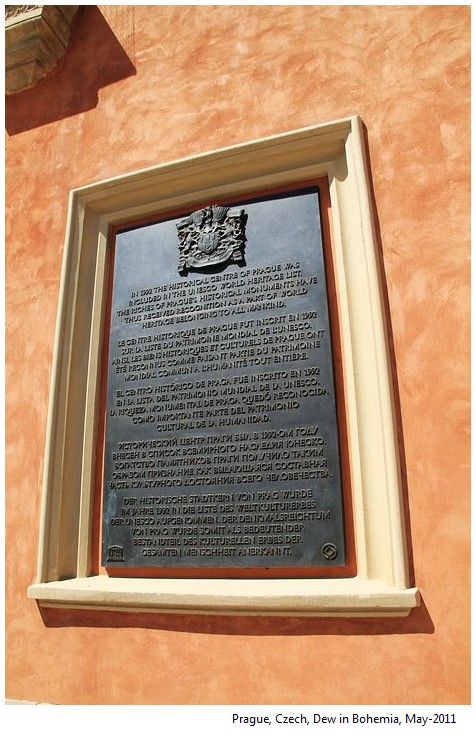 IN 1992 THE HISTORICAL CENTRE OF PRAGUE WAS
INCLUDED IN THE UNESCO WORLD HERITAGE LIST.
THE RICHES OF PRAGUE'S HISTORICAL MONUMENTS HAVE
THUS RECEIVED RECOGNITION AS A PART OF WORLD
HERITAGE BELONGING TO ALL MANKIND.
LE CENTRE HISTORIQUE DE PRAGUE FUT INSCRIT EN 1992
SUR LA LISTE DU PATRIMOINE MONDIAL DE L'UNESCO.
AINSI, LES BIENS HISTORIQUES ET CULTURELS DE PRAGUE ONT
ÉTÉ RECONNUS COMME FAISANT PARTIE DU PATRIMOINE
MONDIAL COMMUN A L'HUMANITÉ TOUT ENTIÈRE.
EL CENTRO HISTÓRICO DE PRAGA FUE INSCRITO EN 1992
EN LA LISTA DEL PATRIMONIO MUNDIAL DE LA UNESCO.
LA RIQUEZA MONUMENTAL DE PRAGA QUEDÓ RECONOCIDA
COMO IMPORTANTE PARTE DEL PATRIMONIO
CULTURAL DE LA HUMANIDAD.
ИСТОРИЧЕСКИЙ ЦЕНТР ПРАГИ БЫЛ В 1992-ОМ ГОДУ
ВНЕСЕН В СПИСОК ВСЕМИРНОГО НАСЛЕДИЯ ЮНЕСКО.
БОГАТСТВО ПАМЯТНИКОВ ПРАГИ ПОЛУЧИЛО ТАКИМ
ОБРАЗОМ ПРИЗНАНИЕ КАК ВЫДАЮЩАЯСЯ СОСТАВНАЯ
ЧАСТЬ КУЛЬТУРНОГО ДОСТОЯНИЯ ВСЕГО ЧЕЛОВЕЧЕСТВА.
DER HISTORISCHE STADTKERN VON PRAG WURDE
IM JAHRE 1992 IN DIE LISTE DES WELTKULTURERBES
DER UNESCO AUFGENOMMEN. DER DENKMALSREICHTUM
VON PRAG WURDE SOMIT ALS BEDEUTENDER
BESTANDTEIL DES KULTURELLEN ERBES DER
GESAMTEN MENSCHHEIT ANERKANNT.
Prague, Czech, Dew in Bohemia, May-2011